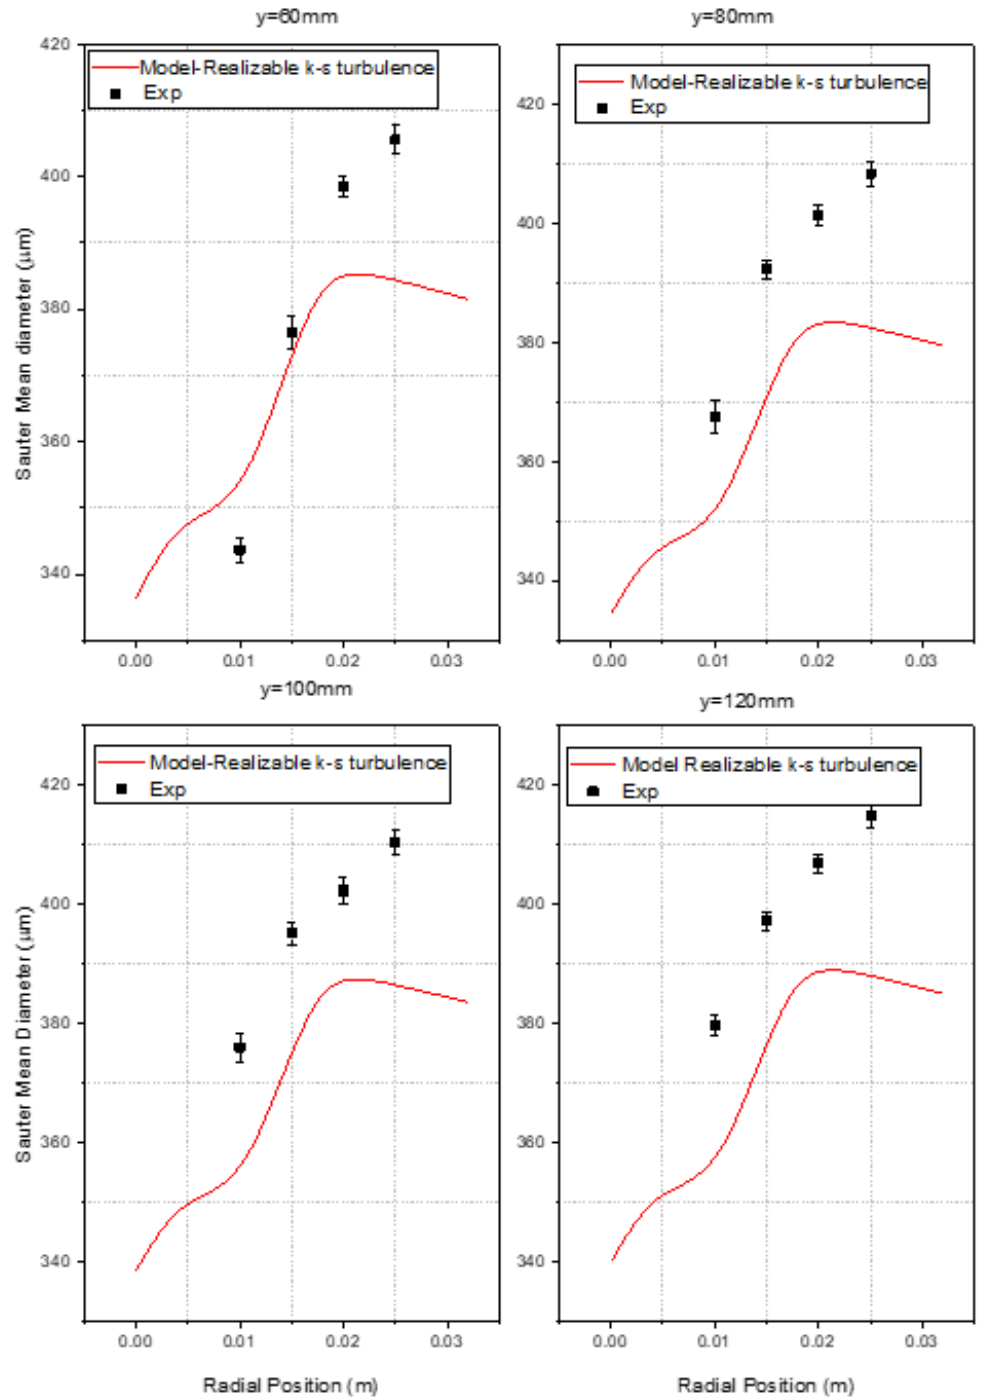 y=60mm
y=80mm
Model-Realizable k-s turbulence
Exp
Model-Realizable k-s turbulence
Exp
Sauter Mean diameter (μm)
420
400
380
360
340
420
400
380
360
340
0.00 0.01 0.02 0.03
0.00 0.01 0.02 0.03
y=100mm
y=120mm
Model-Realizable k-s turbulence
Exp
Model Realizable k-s turbulence
Exp
Sauter Mean Diameter (μm)
420
400
380
360
340
420
400
380
360
340
0.00 0.01 0.02 0.03
0.00 0.01 0.02 0.03
Radial Position (m)
Radial Position (m)